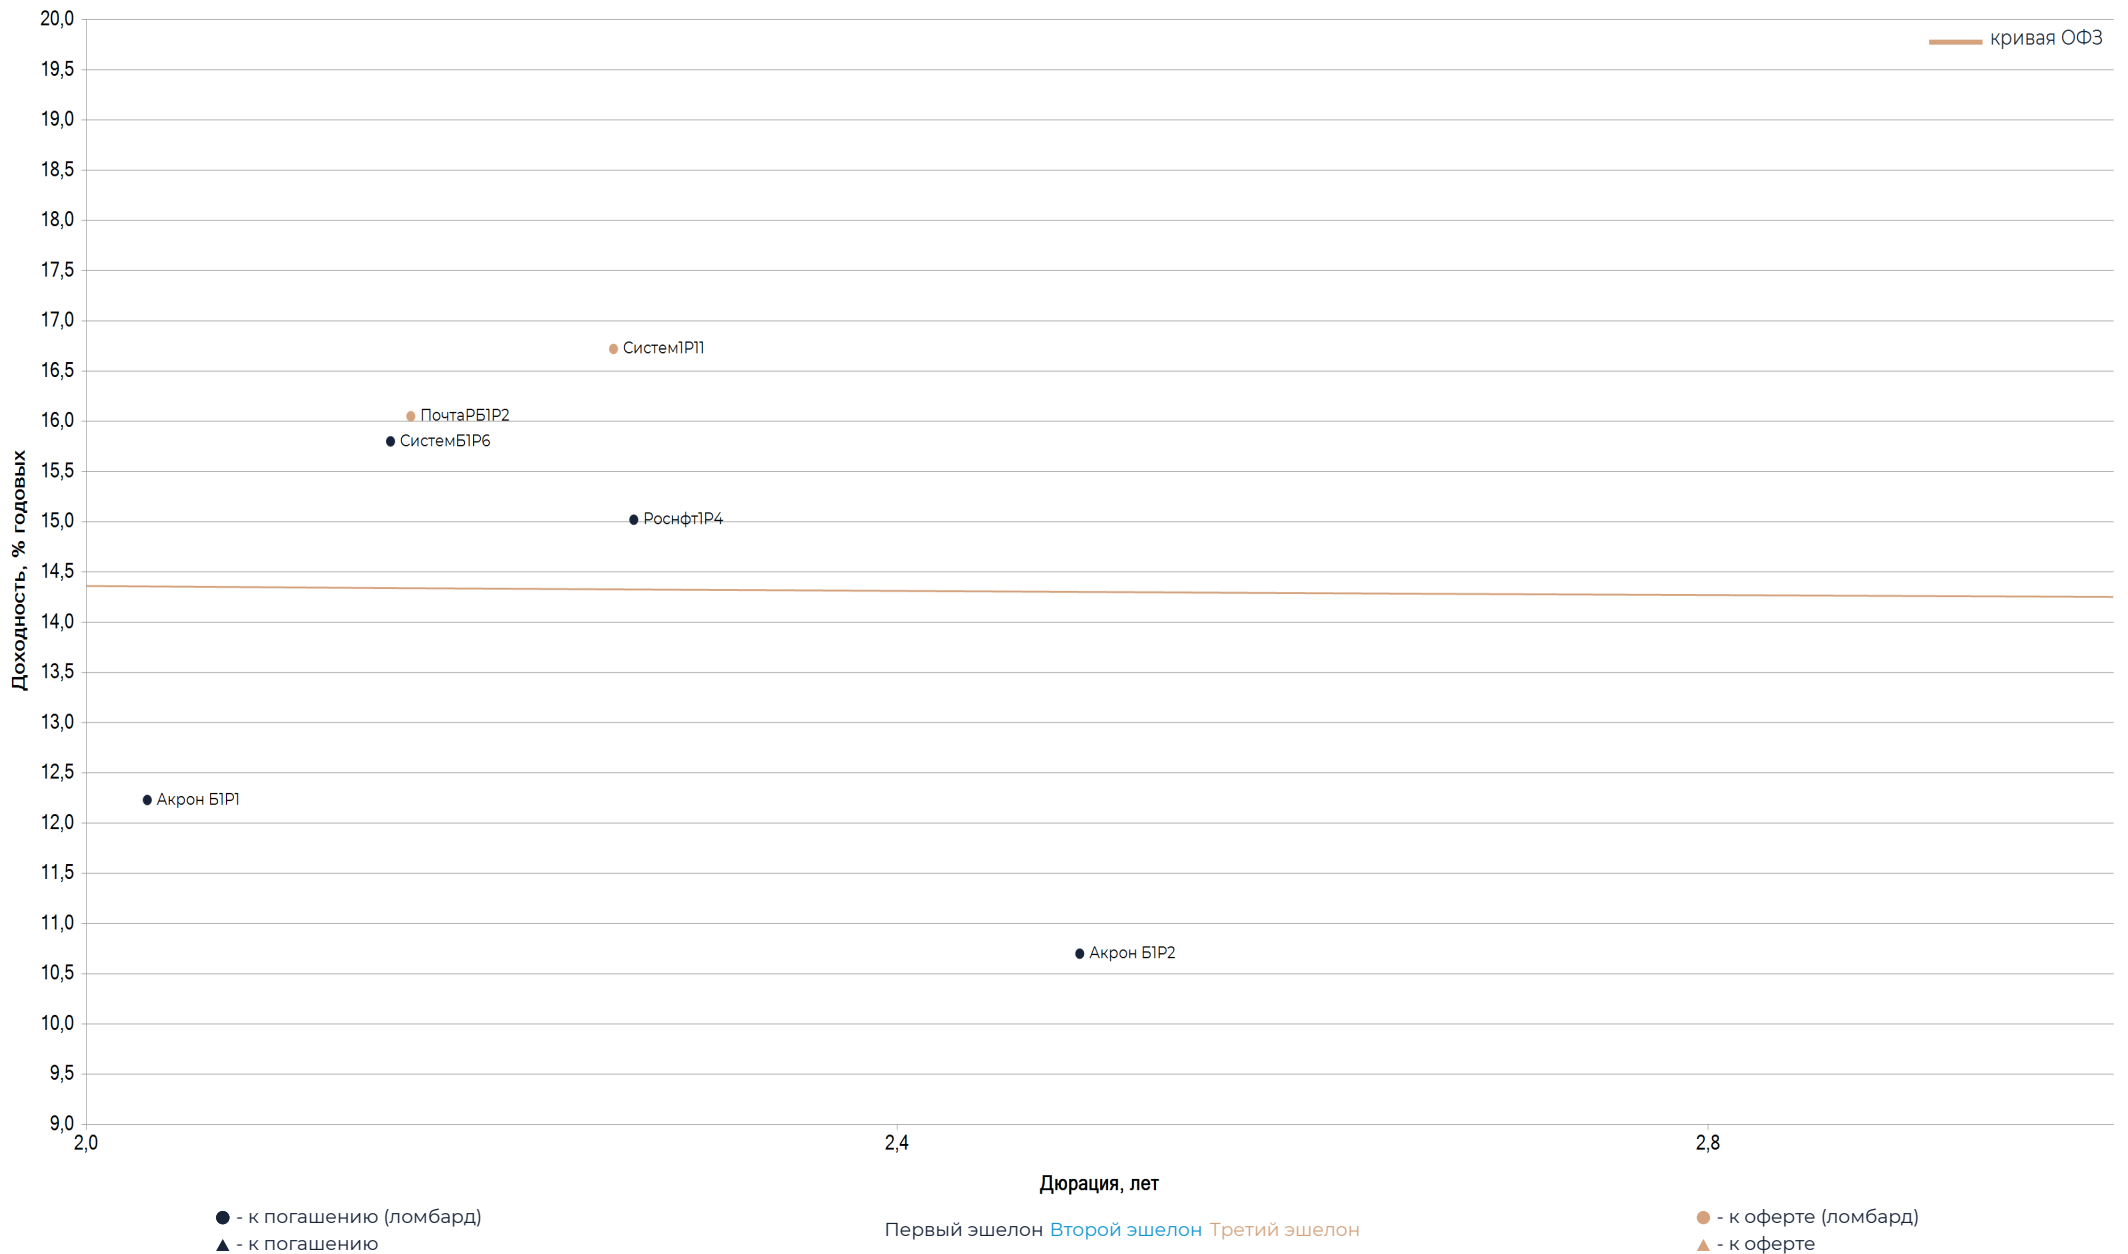 20,0
кривая ОФЗ
19,5
19,0
18,5
18,0
17,5
17,0
Систем1Р11
16,5
16,0
ПочтаРБ1Р2
СистемБ1Р6
15,5
15,0
Роснфт1Р4
14,5
14,0
13,5
13,0
12,5
Акрон Б1Р1
12,0
11,5
11,0
Акрон Б1Р2
10,5
10,0
9,5
9,0
Доходность, % годовых
2,0 2,4 2,8
Дюрация, лет
- к погашению (ломбард)
- к погашению
Первый эшелон Второй эшелон Третий эшелон
- к оферте (ломбард)
- к оферте